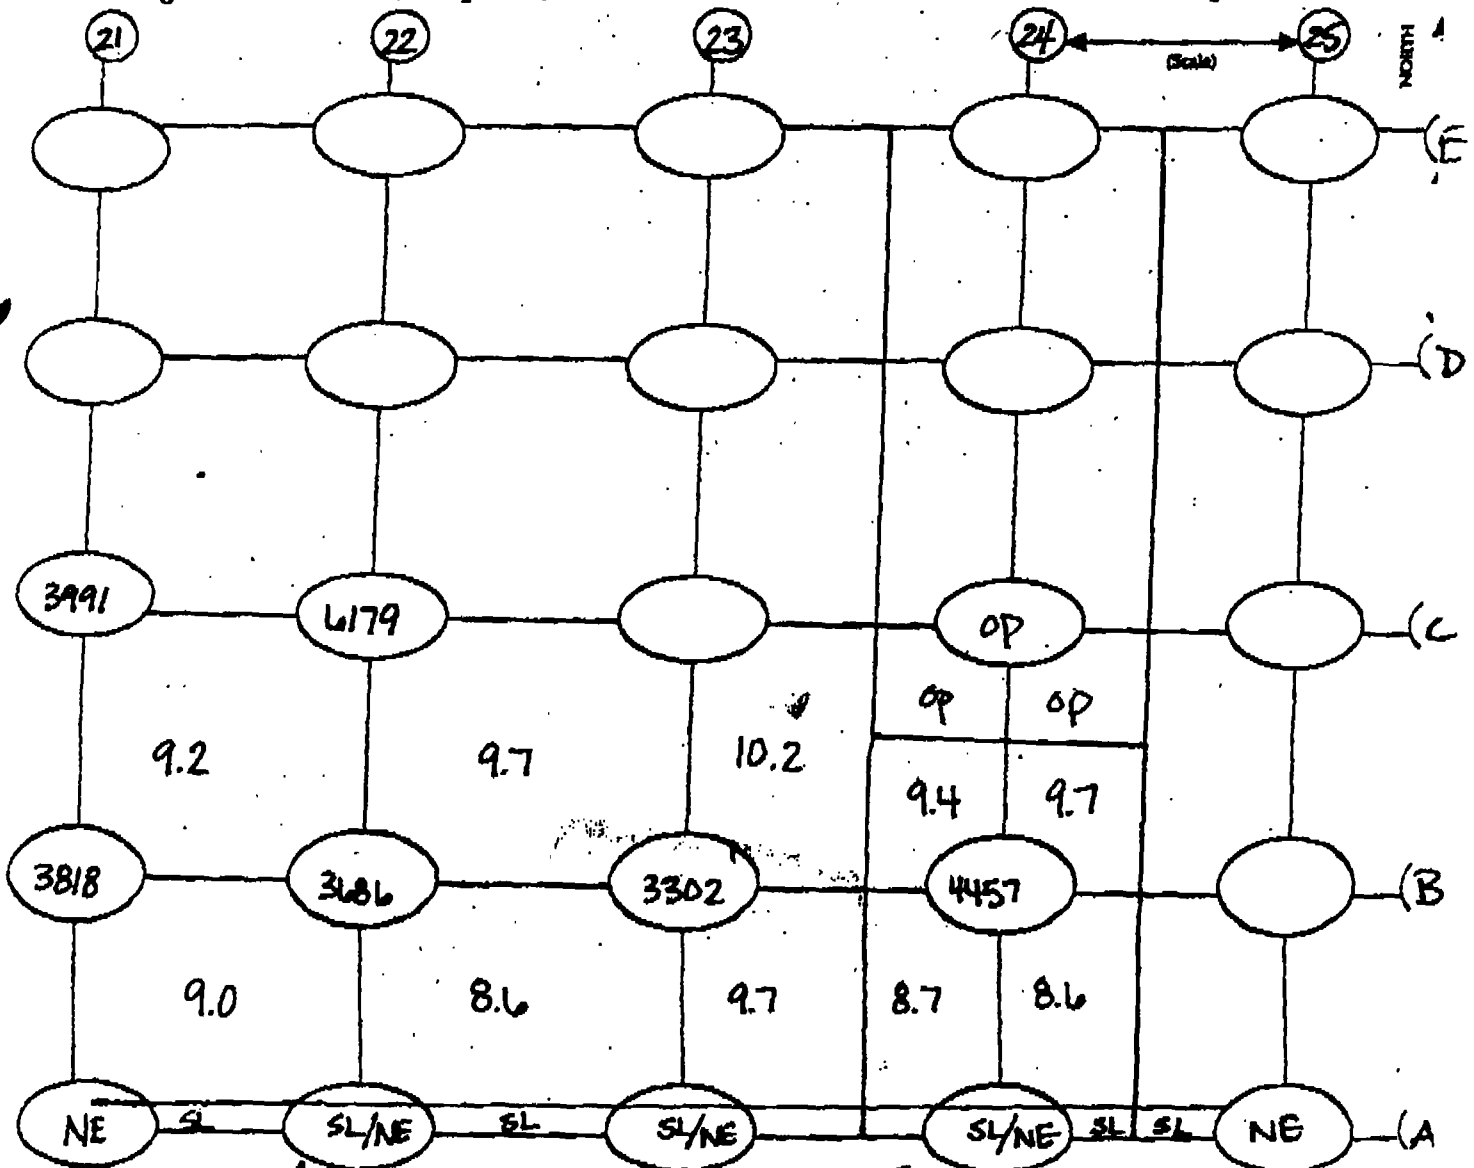 21 22 23 24 25
(Scale)
NORTH
E
D
3991 6179 OP C
OP OP
9.2 9.7 10.2
9.4 9.7
3818 3686 3302 4457 B
9.0 8.6 9.7 8.7 8.6
NE SL SL/NE SL SL/NE SL/NE SL SL NE A